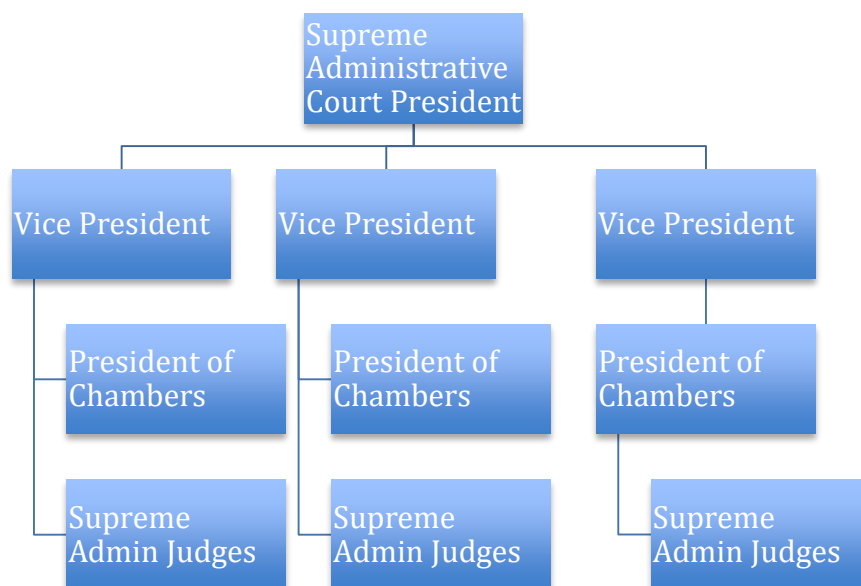 Supreme
Administrative
Court President
Vice President
Vice President
Vice President
President of
Chambers
President of
Chambers
President of
Chambers
Supreme
Admin Judges
Supreme
Admin Judges
Supreme
Admin Judges